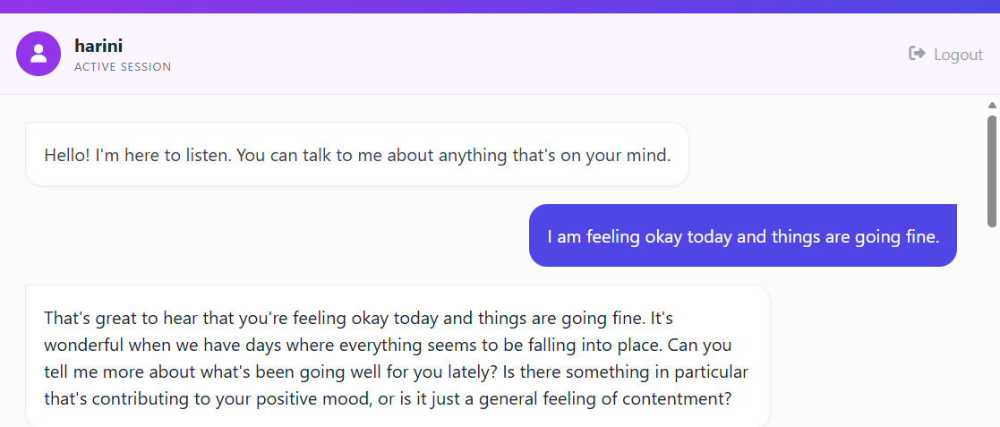 harini
ACTIVE SESSION
Logout
Hello! I'm here to listen. You can talk to me about anything that's on your mind.
I am feeling okay today and things are going fine.
That's great to hear that you're feeling okay today and things are going fine. It's
wonderful when we have days where everything seems to be falling into place. Can you
tell me more about what's been going well for you lately? Is there something in particular
that's contributing to your positive mood, or is it just a general feeling of contentment?